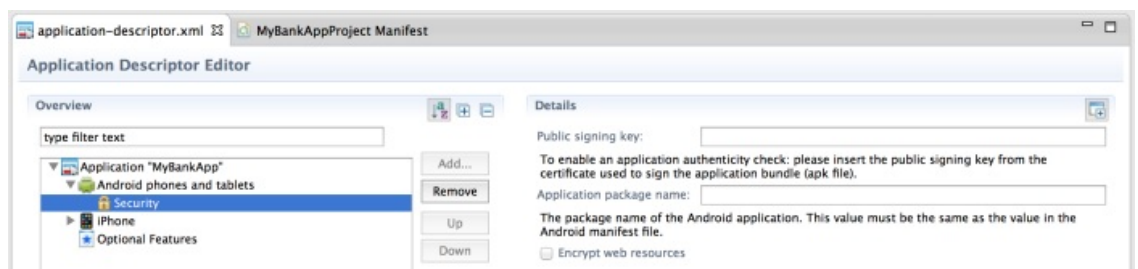 application-descriptor.xml
MyBankAppProject Manifest
Application Descriptor Editor
Overview
type filter text
Application "MyBankApp"
Android phones and tablets
Security
iPhone
Optional Features
Add...
Remove
Up
Down
Details
Public signing key:
To enable an application authenticity check: please insert the public signing key from the
certificate used to sign the application bundle (apk file).
Application package name:
The package name of the Android application. This value must be the same as the value in the
Android manifest file.
Encrypt web resources